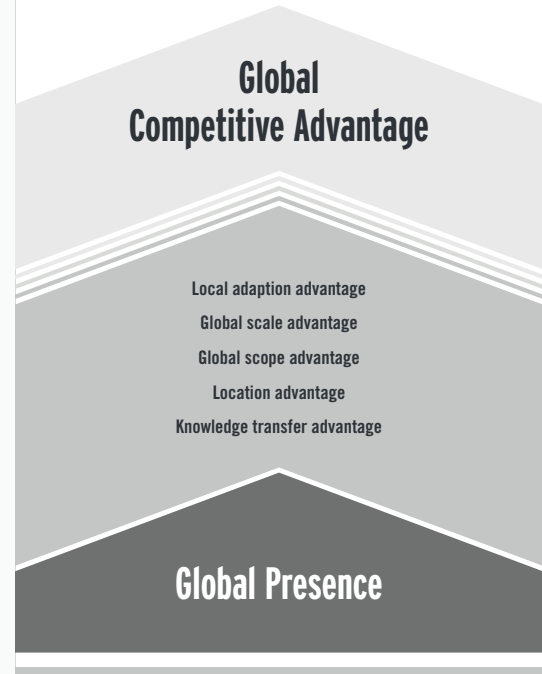 Global
Competitive Advantage
Local adaption advantage
Global scale advantage
Global scope advantage
Location advantage
Knowledge transfer advantage
Global Presence